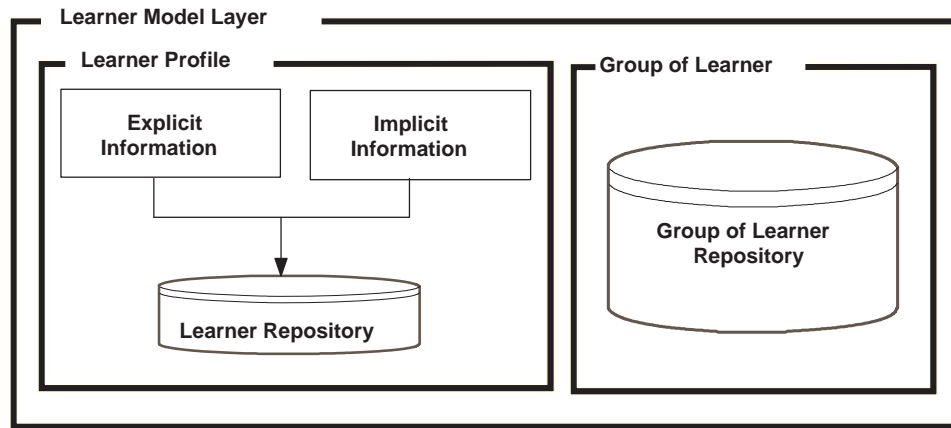 Learner Model Layer
Learner Profile
Group of Learner
Explicit
Information
Implicit
Information
Group of Learner
Repository
Learner Repository